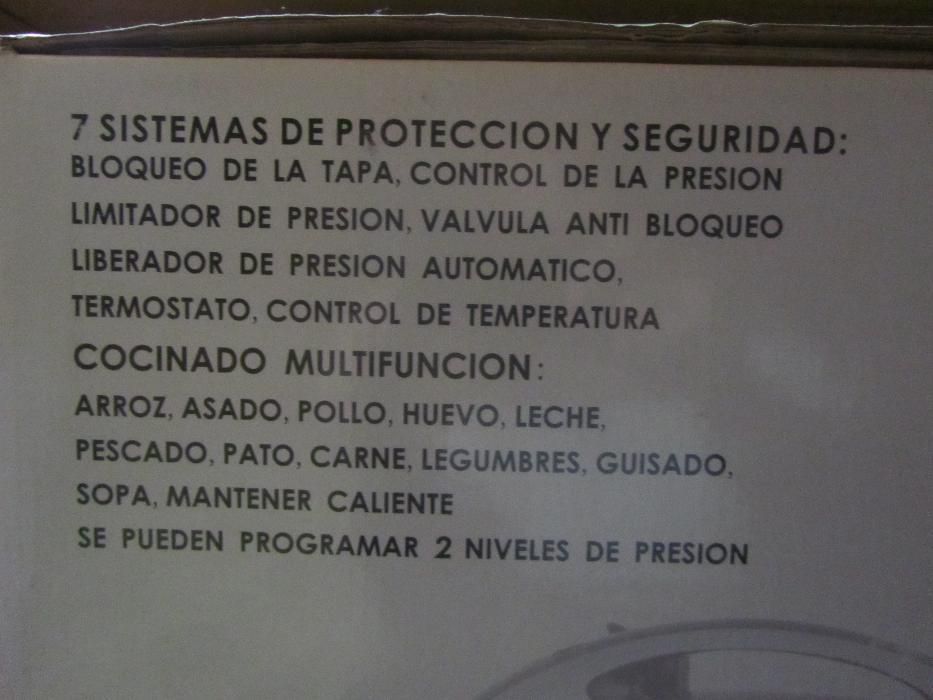 7 SISTEMAS DE PROTECCION Y SEGURIDAD:
BLOQUEO DE LA TAPA, CONTROL DE LA PRESION
LIMITADOR DE PRESION, VALVULA ANTI BLOQUEO
LIBERADOR DE PRESION AUTOMATICO,
TERMOSTATO, CONTROL DE TEMPERATURA
COCINADO MULTIFUNCION:
ARROZ, ASADO, POLLO, HUEVO, LECHE,
PESCADO, PATO, CARNE, LEGUMBRES, GUISADO,
SOPA, MANTENER CALIENTE
SE PUEDEN PROGRAMAR 2 NIVELES DE PRESION